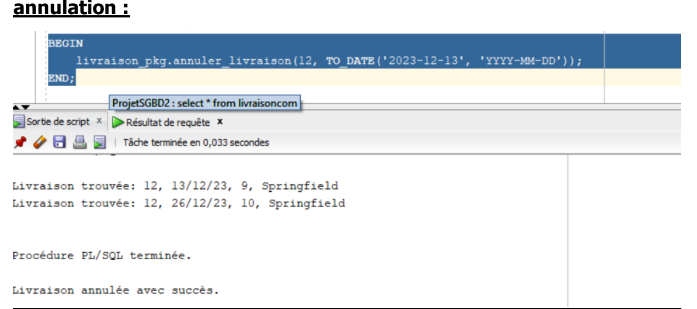 annulation :
BEGIN
livraison_pkg.annuler_livraison(12, TO_DATE('2023-12-13', 'YYYY-MM-DD'));
END;
ProjetSGBD2 : select * from livraisoncom
Sortie de script x Résultat de requête x
Tâche terminée en 0,033 secondes
Livraison trouvée: 12, 13/12/23, 9, Springfield
Livraison trouvée: 12, 26/12/23, 10, Springfield
Procédure PL/SQL terminée.
Livraison annulée avec succès.